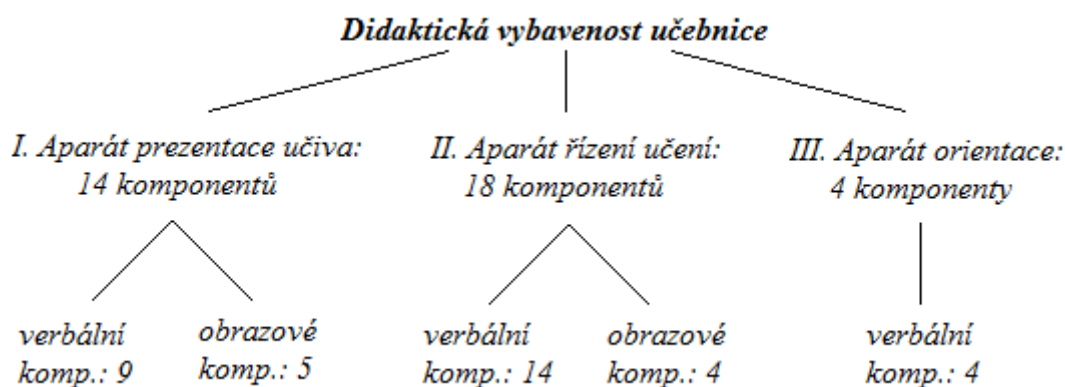 Didaktická vybavenost učebnice
I. Aparát prezentace učiva:
14 komponentů
II. Aparát řízení učení:
18 komponentů
III. Aparát orientace:
4 komponenty
verbální
komp.: 9
obrazové
komp.: 5
verbální
komp.: 14
obrazové
komp.: 4
verbální
komp.: 4